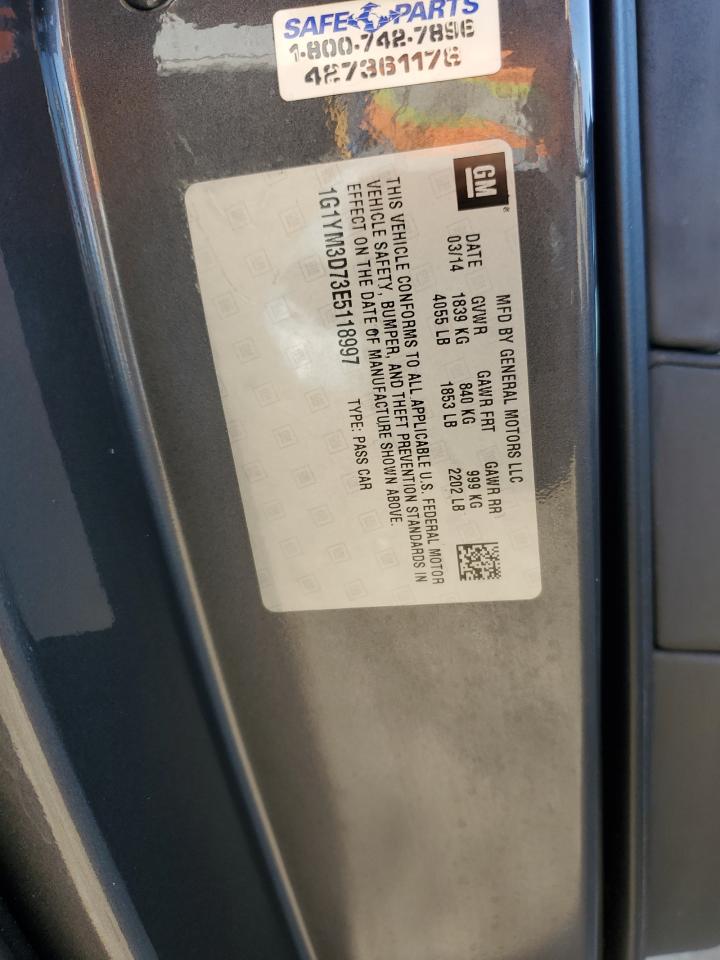 SAFE PARTS
1-800-742-7896
427361178
GM
MFD BY GENERAL MOTORS LLC
DATE GVWR GAWR FRT GAWR RR
03/14 1839 KG 840 KG 999 KG
4055 LB 1853 LB 2202 LB
THIS VEHICLE CONFORMS TO ALL APPLICABLE U.S. FEDERAL MOTOR
VEHICLE SAFETY, BUMPER, AND THEFT PREVENTION STANDARDS IN
EFFECT ON THE DATE OF MANUFACTURE SHOWN ABOVE.
1G1YM3D73E5118997 TYPE: PASS CAR